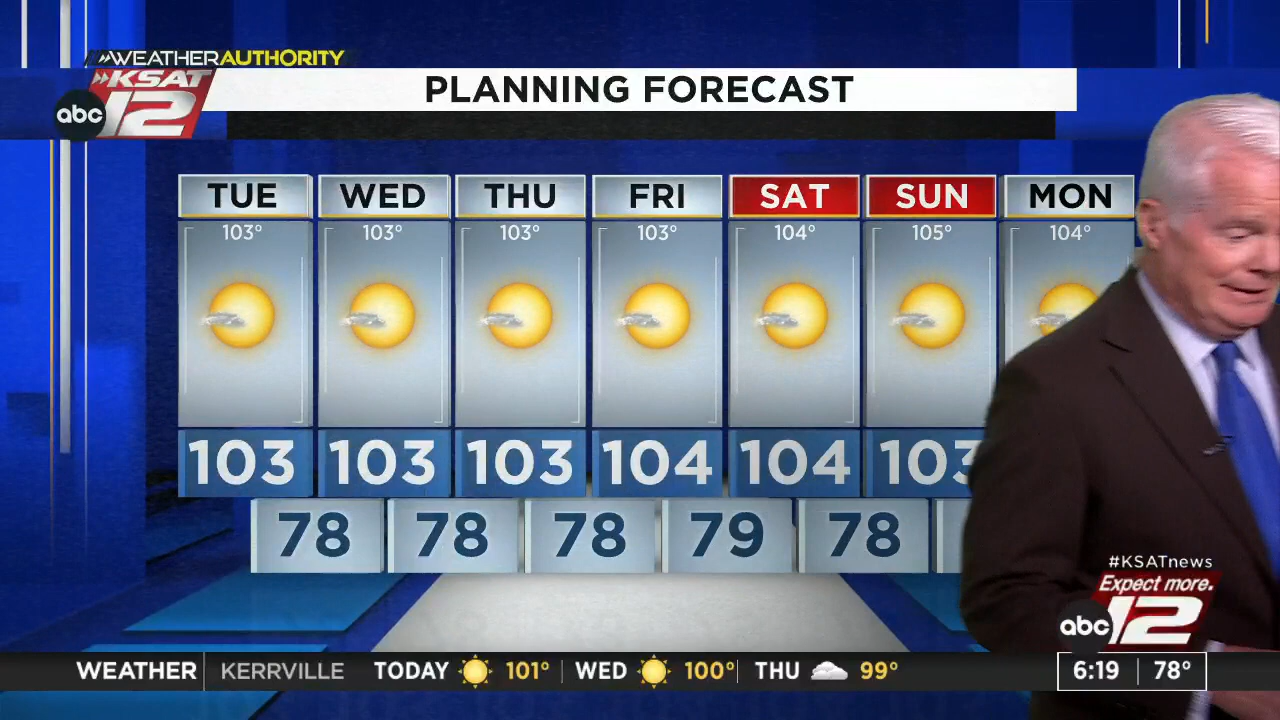 WEATHERAUTHORITY
KSAT
abc 12
PLANNING FORECAST
TUE WED THU FRI SAT SUN MON
103° 103° 103° 103° 104° 105° 104°
103 103 103 104 104 103
78 78 78 79 78
#KSATnews
Expect more.
abc 12
WEATHER KERRVILLE TODAY 101° WED 100° THU 99° 6:19 78°